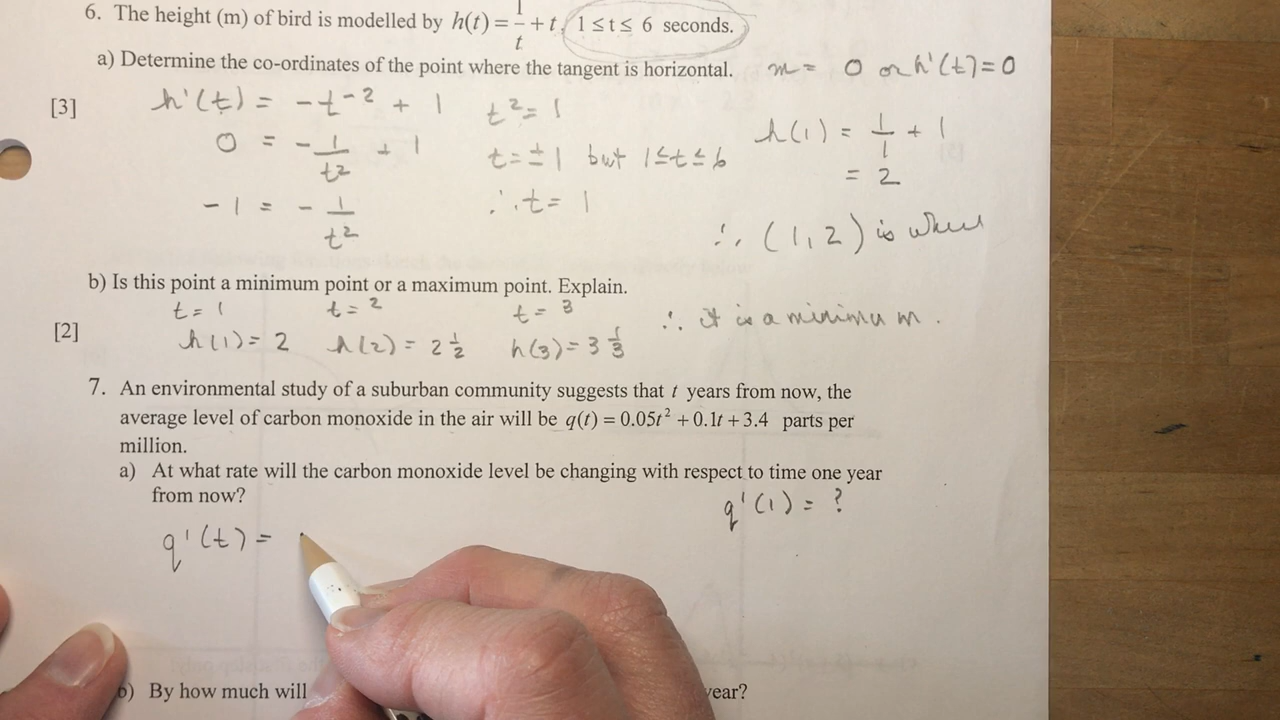 6. The height (m) of bird is modelled by h(t) = 1/t + t, 1 ≤ t ≤ 6 seconds.
a) Determine the co-ordinates of the point where the tangent is horizontal. m = 0 or h'(t) = 0
[3] h'(t) = -t^-2 + 1 t^2 = 1
0 = -1/t^2 + 1 t = ±1 but 1 ≤ t ≤ 6 h(1) = 1/1 + 1
= 2
-1 = -1/t^2 ∴ t = 1
∴ (1, 2) is where
b) Is this point a minimum point or a maximum point. Explain.
t = 1 t = 2 t = 3 ∴ it is a minimum.
[2] h(1) = 2 h(2) = 2 1/2 h(3) = 3 1/3
7. An environmental study of a suburban community suggests that t years from now, the
average level of carbon monoxide in the air will be q(t) = 0.05t² + 0.1t + 3.4 parts per
million.
a) At what rate will the carbon monoxide level be changing with respect to time one year
from now? q'(1) = ?
q'(t) =
b) By how much will year?